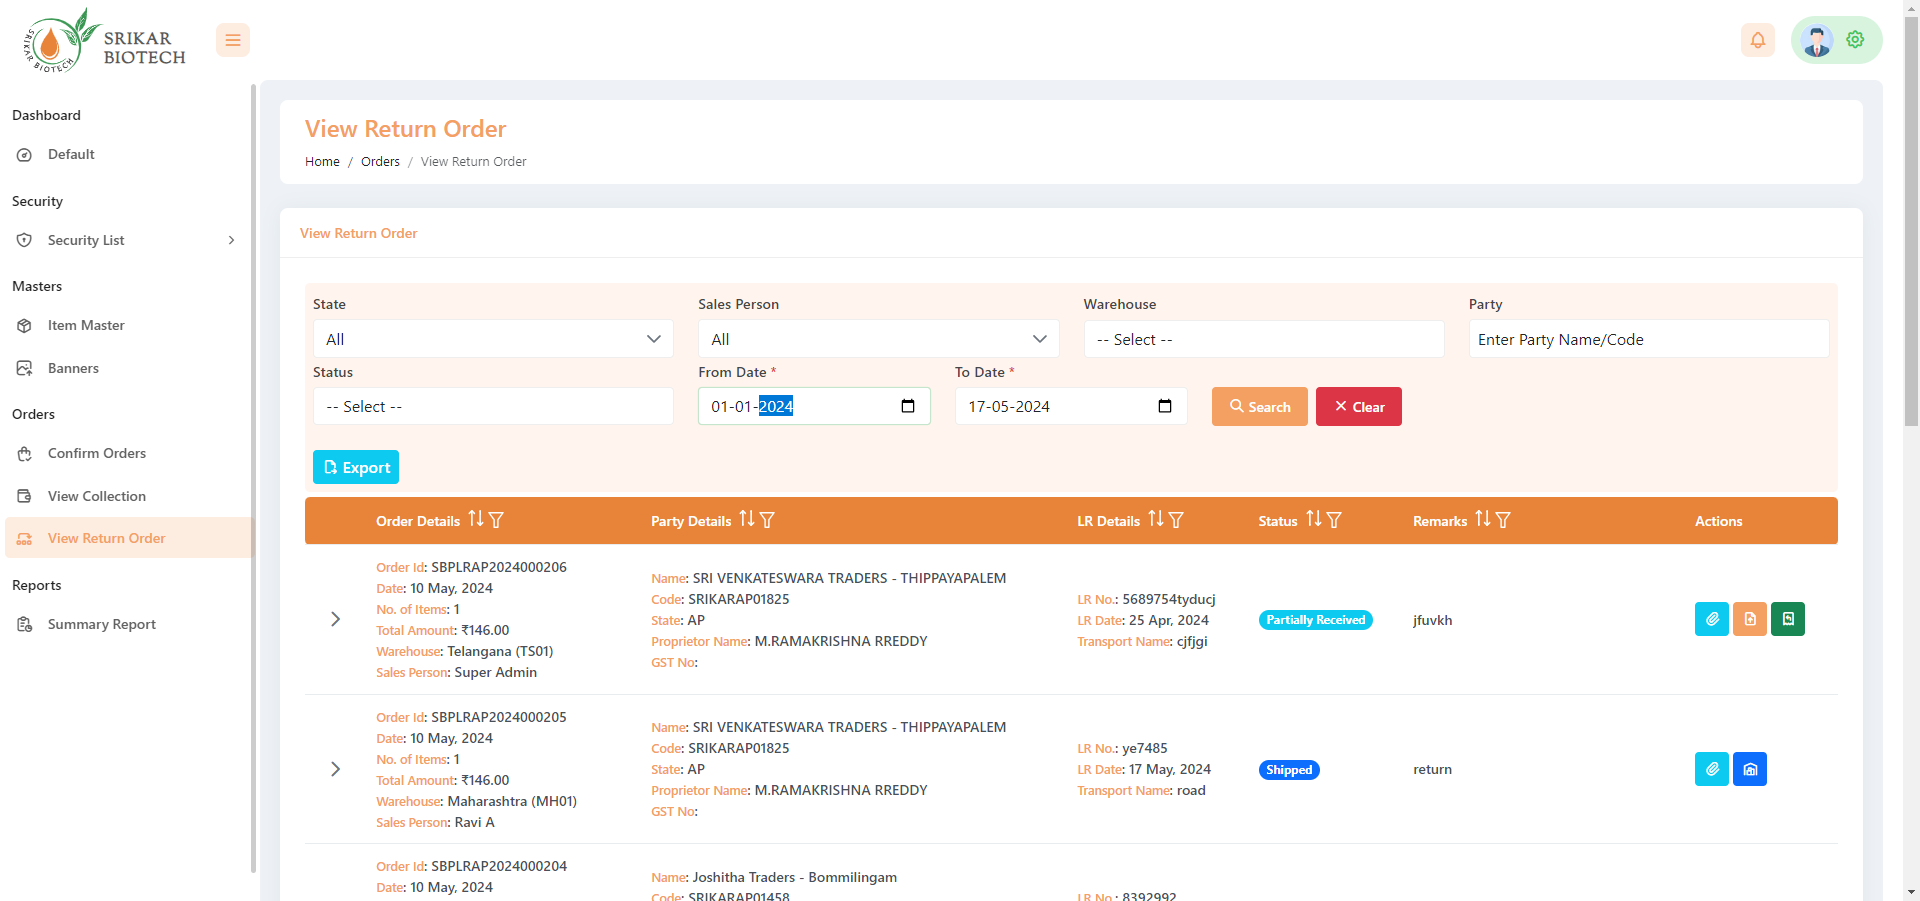 SRIKAR BIOTECH
SRIKAR
BIOTECH
Dashboard
Default
Security
Security List
Masters
Item Master
Banners
Orders
Confirm Orders
View Collection
View Return Order
Reports
Summary Report
View Return Order
Home / Orders / View Return Order
View Return Order
State Sales Person Warehouse Party
All All -- Select -- Enter Party Name/Code
Status From Date * To Date *
-- Select -- 01-01-2024 17-05-2024 Search Clear
Export
Order Details Party Details LR Details Status Remarks Actions
Order Id: SBPLRAP2024000206
Date: 10 May, 2024
No. of Items: 1
Total Amount: ₹146.00
Warehouse: Telangana (TS01)
Sales Person: Super Admin
Name: SRI VENKATESWARA TRADERS - THIPPAYAPALEM
Code: SRIKARAP01825
State: AP
Proprietor Name: M.RAMAKRISHNA RREDDY
GST No:
LR No.: 5689754tyducj
LR Date: 25 Apr, 2024
Transport Name: cjfjgi
Partially Received
jfuvkh
Order Id: SBPLRAP2024000205
Date: 10 May, 2024
No. of Items: 1
Total Amount: ₹146.00
Warehouse: Maharashtra (MH01)
Sales Person: Ravi A
Name: SRI VENKATESWARA TRADERS - THIPPAYAPALEM
Code: SRIKARAP01825
State: AP
Proprietor Name: M.RAMAKRISHNA RREDDY
GST No:
LR No.: ye7485
LR Date: 17 May, 2024
Transport Name: road
Shipped
return
Order Id: SBPLRAP2024000204
Date: 10 May, 2024
Name: Joshitha Traders - Bommilingam
Code: SRIKARAP01458
LR No.: 8392992